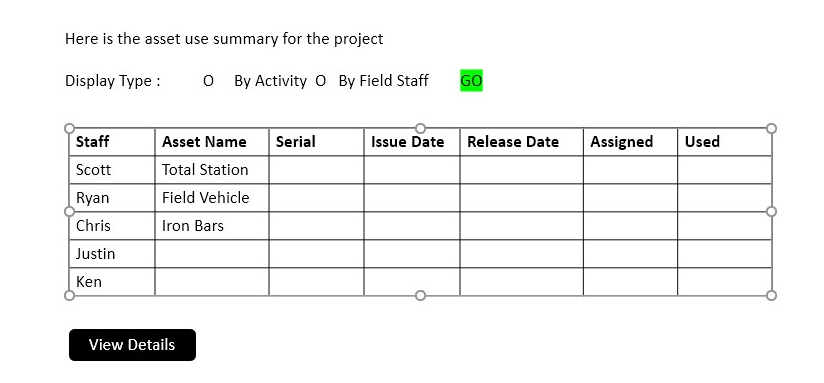 Here is the asset use summary for the project
Display Type : O By Activity O By Field Staff GO
Staff Asset Name Serial Issue Date Release Date Assigned Used
Scott Total Station
Ryan Field Vehicle
Chris Iron Bars
Justin
Ken
View Details